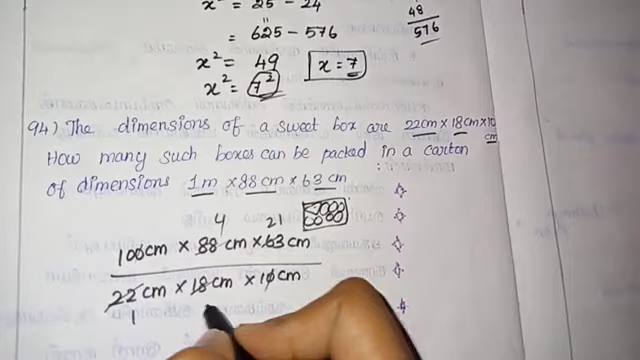 x² = 25 - 24
= 625 - 576
x² = 49
x² = 7²
x = 7
48
576
94) The dimensions of a sweet box are 22cm x 18cm x 10 cm
How many such boxes can be packed in a carton
of dimensions 1m x 88 cm x 63 cm :
4 21
100cm x 88 cm x 63 cm
22 cm x 18 cm x 10 cm
1